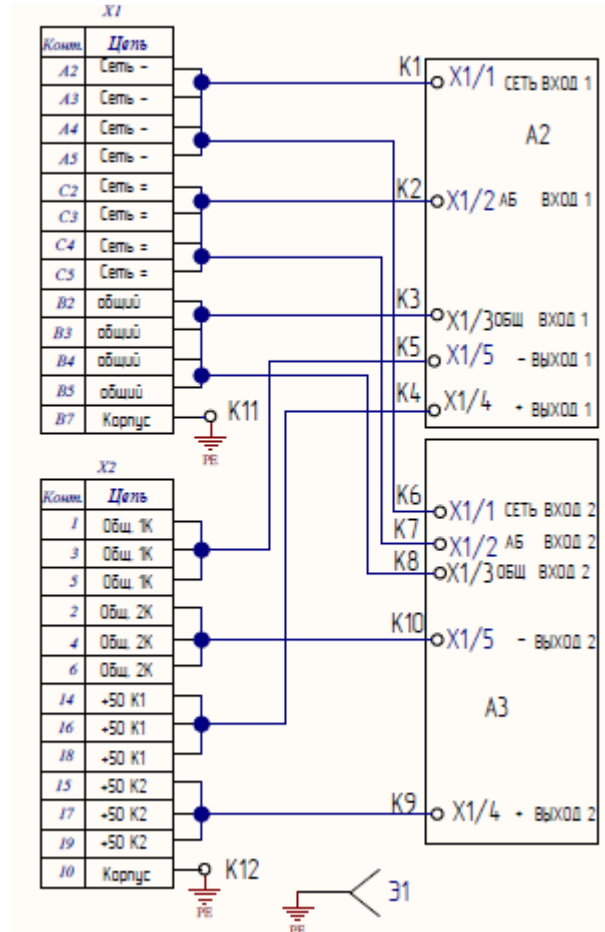 X1
Конт. Цепь
A2 Сеть -
A3 Сеть -
A4 Сеть -
A5 Сеть -
C2 Сеть =
C3 Сеть =
C4 Сеть =
C5 Сеть =
B2 общий
B3 общий
B4 общий
B5 общий
B7 Корпус
K11
PE
X2
Конт. Цепь
1 Общ. 1К
3 Общ. 1К
5 Общ. 1К
2 Общ. 2К
4 Общ. 2К
6 Общ. 2К
14 +50 К1
16 +50 К1
18 +50 К1
15 +50 К2
17 +50 К2
19 +50 К2
10 Корпус
K12
PE
K1 X1/1 СЕТЬ ВХОД 1
A2
K2 X1/2 АБ ВХОД 1
K3 X1/3 ОБЩ ВХОД 1
K5 X1/5 - ВЫХОД 1
K4 X1/4 + ВЫХОД 1
K6 X1/1 СЕТЬ ВХОД 2
K7 X1/2 АБ ВХОД 2
K8 X1/3 ОБЩ ВХОД 2
K10 X1/5 - ВЫХОД 2
A3
K9 X1/4 + ВЫХОД 2
Э1
PE